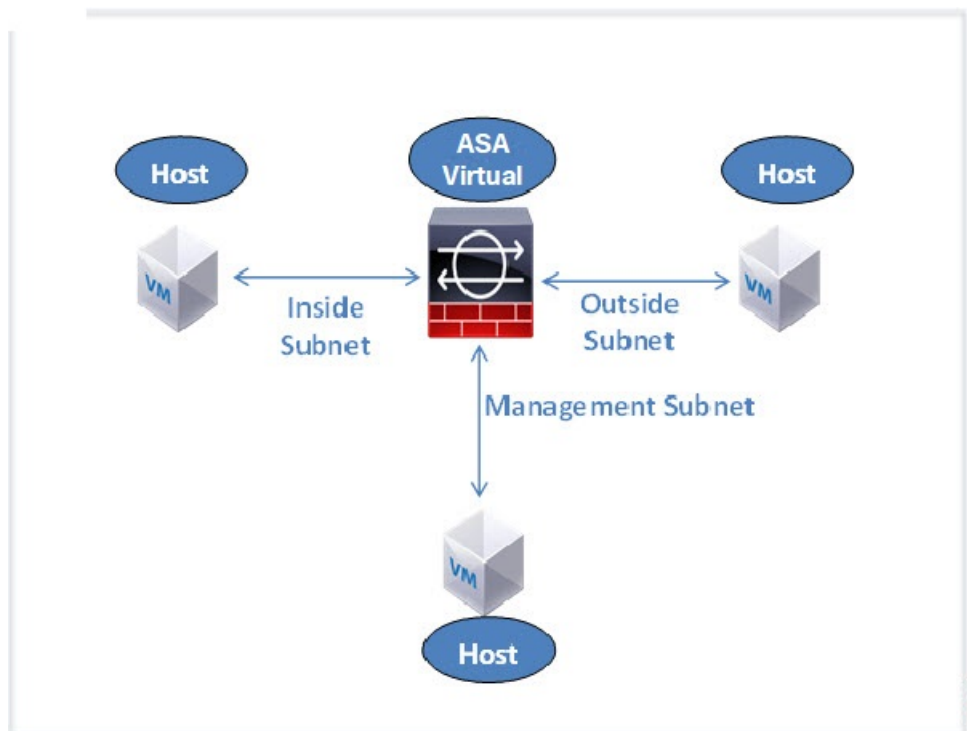 Host
ASA
Virtual
Host
VM
VM
Inside
Subnet
Outside
Subnet
Management Subnet
VM
Host